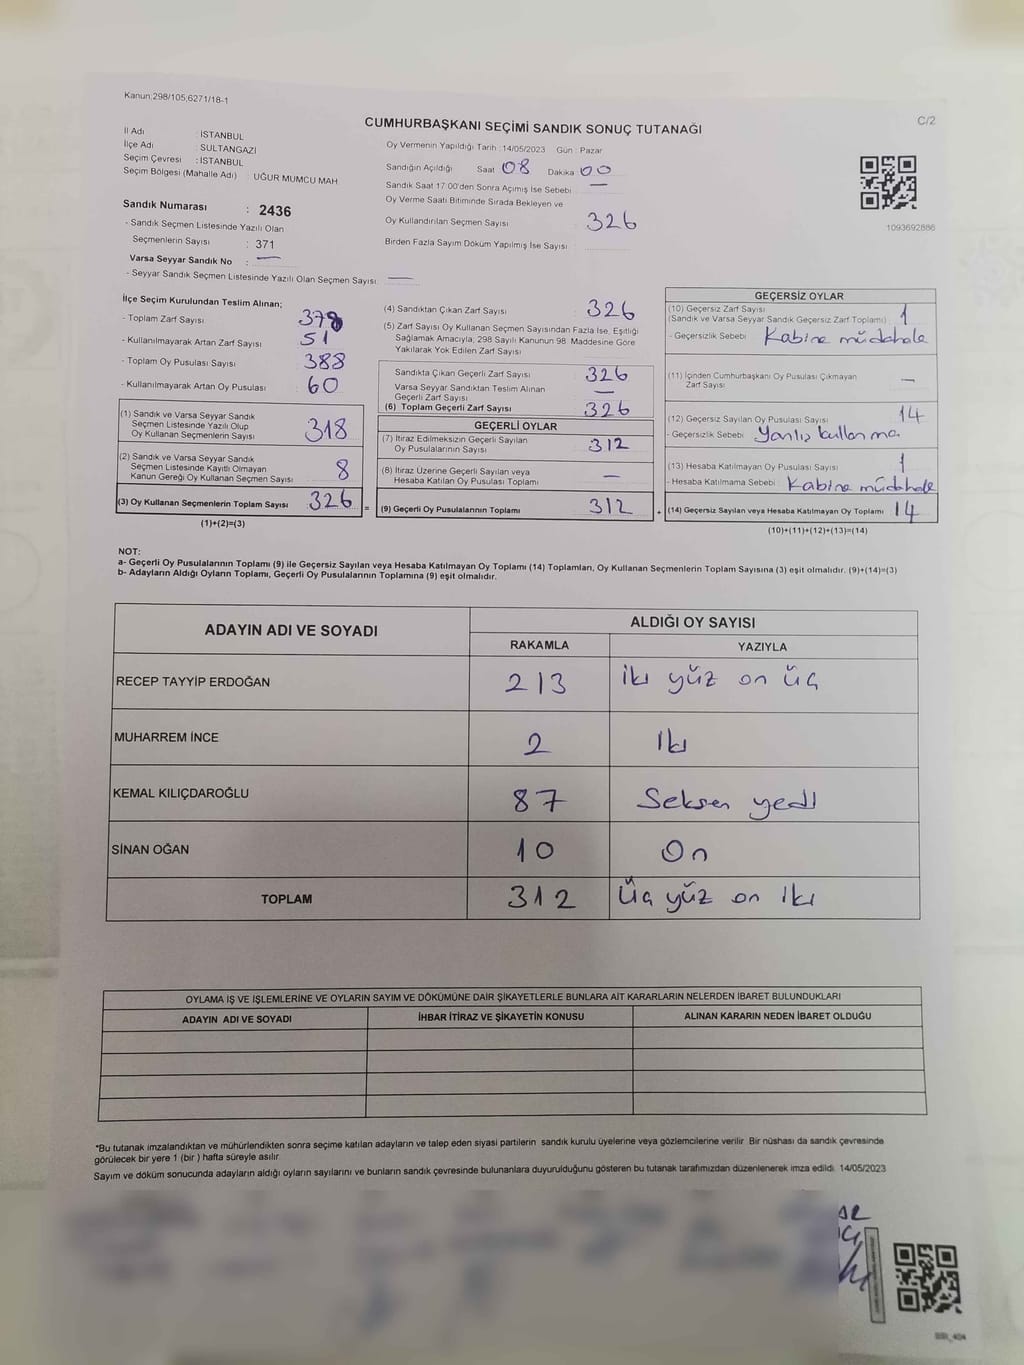 Kanun;298/105;6271/18-1
C/2
CUMHURBAŞKANI SEÇİMİ SANDIK SONUÇ TUTANAĞI
İl Adı : İSTANBUL
İlçe Adı : SULTANGAZİ
Seçim Çevresi : İSTANBUL
Seçim Bölgesi (Mahalle Adı) : UĞUR MUMCU MAH.
Sandık Numarası : 2436
- Sandık Seçmen Listesinde Yazılı Olan
Seçmenlerin Sayısı : 371
Varsa Seyyar Sandık No : —
- Seyyar Sandık Seçmen Listesinde Yazılı Olan Seçmen Sayısı: —
Oy Vermenin Yapıldığı Tarih : 14/05/2023 Gün : Pazar
Sandığın Açıldığı Saat 08 Dakika 00
Sandık Saat 17:00'den Sonra Açımış İse Sebebi —
Oy Verme Saati Bitiminde Sırada Bekleyen ve
Oy Kullandırılan Seçmen Sayısı 326
Birden Fazla Sayım Döküm Yapılmış İse Sayısı:
1093692886
İlçe Seçim Kurulundan Teslim Alınan;
- Toplam Zarf Sayısı 378
- Kullanılmayarak Artan Zarf Sayısı 51
- Toplam Oy Pusulası Sayısı 388
- Kullanılmayarak Artan Oy Pusulası 60
(1) Sandık ve Varsa Seyyar Sandık
Seçmen Listesinde Yazılı Olup
Oy Kullanan Seçmenlerin Sayısı 318
(2) Sandık ve Varsa Seyyar Sandık
Seçmen Listesinde Kayıtlı Olmayan
Kanun Gereği Oy Kullanan Seçmen Sayısı 8
(3) Oy Kullanan Seçmenlerin Toplam Sayısı 326
(1)+(2)=(3)
(4) Sandıktan Çıkan Zarf Sayısı 326
(5) Zarf Sayısı Oy Kullanan Seçmen Sayısından Fazla İse, Eşitliği
Sağlamak Amacıyla; 298 Sayılı Kanunun 98. Maddesine Göre
Yakılarak Yok Edilen Zarf Sayısı
Sandıkta Çıkan Geçerli Zarf Sayısı 326
Varsa Seyyar Sandıktan Teslim Alınan
Geçerli Zarf Sayısı —
(6) Toplam Geçerli Zarf Sayısı 326
GEÇERLİ OYLAR
(7) İtiraz Edilmeksizin Geçerli Sayılan
Oy Pusulalarının Sayısı 312
(8) İtiraz Üzerine Geçerli Sayılan veya
Hesaba Katılan Oy Pusulası Toplamı —
= (9) Geçerli Oy Pusulalarının Toplamı 312
GEÇERSİZ OYLAR
(10) Geçersiz Zarf Sayısı
(Sandık ve Varsa Seyyar Sandık Geçersiz Zarf Toplamı) 1
- Geçersizlik Sebebi Kabine müdahale
(11) İçinden Cumhurbaşkanı Oy Pusulası Çıkmayan
Zarf Sayısı —
(12) Geçersiz Sayılan Oy Pusulası Sayısı 14
- Geçersizlik Sebebi Yanlış kullanma
(13) Hesaba Katılmayan Oy Pusulası Sayısı 1
- Hesaba Katılmama Sebebi Kabine müdahale
+ (14) Geçersiz Sayılan veya Hesaba Katılmayan Oy Toplamı 14
(10)+(11)+(12)+(13)=(14)
NOT:
a- Geçerli Oy Pusulalarının Toplamı (9) ile Geçersiz Sayılan veya Hesaba Katılmayan Oy Toplamı (14) Toplamları, Oy Kullanan Seçmenlerin Toplam Sayısına (3) eşit olmalıdır. (9)+(14)=(3)
b- Adayların Aldığı Oyların Toplamı, Geçerli Oy Pusulalarının Toplamına (9) eşit olmalıdır.
ADAYIN ADI VE SOYADI ALDIĞI OY SAYISI
RAKAMLA YAZIYLA
RECEP TAYYİP ERDOĞAN 213 iki yüz on üç
MUHARREM İNCE 2 Iki
KEMAL KILIÇDAROĞLU 87 Seksen yedi
SİNAN OĞAN 10 On
TOPLAM 312 Üç yüz on Iki
OYLAMA İŞ VE İŞLEMLERİNE VE OYLARIN SAYIM VE DÖKÜMÜNE DAİR ŞİKAYETLERLE BUNLARA AİT KARARLARIN NELERDEN İBARET BULUNDUKLARI
ADAYIN ADI VE SOYADI İHBAR İTİRAZ VE ŞİKAYETİN KONUSU ALINAN KARARIN NEDEN İBARET OLDUĞU
*Bu tutanak imzalandıktan ve mühürlendikten sonra seçime katılan adayların ve talep eden siyasi partilerin sandık kurulu üyelerine veya gözlemcilerine verilir. Bir nüshası da sandık çevresinde
görülecek bir yere 1 (bir ) hafta süreyle asılır.
Sayım ve döküm sonucunda adayların aldığı oyların sayılarını ve bunların sandık çevresinde bulunanlara duyurulduğunu gösteren bu tutanak tarafımızdan düzenlenerek imza edildi. 14/05/2023